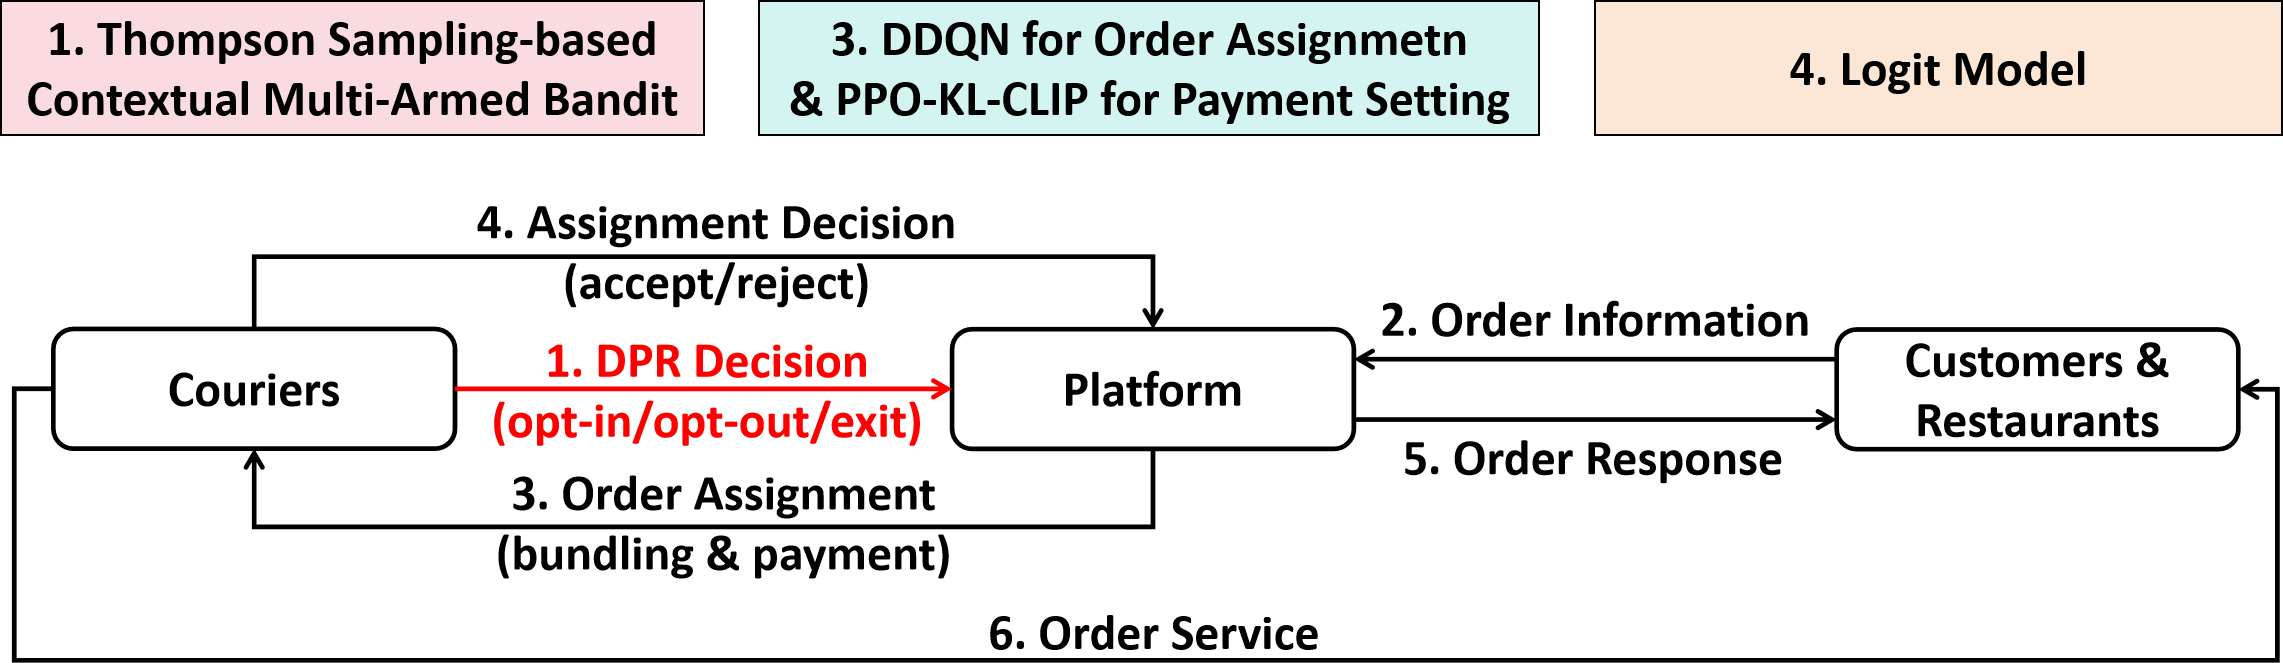 1. Thompson Sampling-based
Contextual Multi-Armed Bandit
3. DDQN for Order Assignmetn
& PPO-KL-CLIP for Payment Setting
4. Logit Model
4. Assignment Decision
(accept/reject)
Couriers
1. DPR Decision
(opt-in/opt-out/exit)
Platform
2. Order Information
5. Order Response
Customers &
Restaurants
3. Order Assignment
(bundling & payment)
6. Order Service